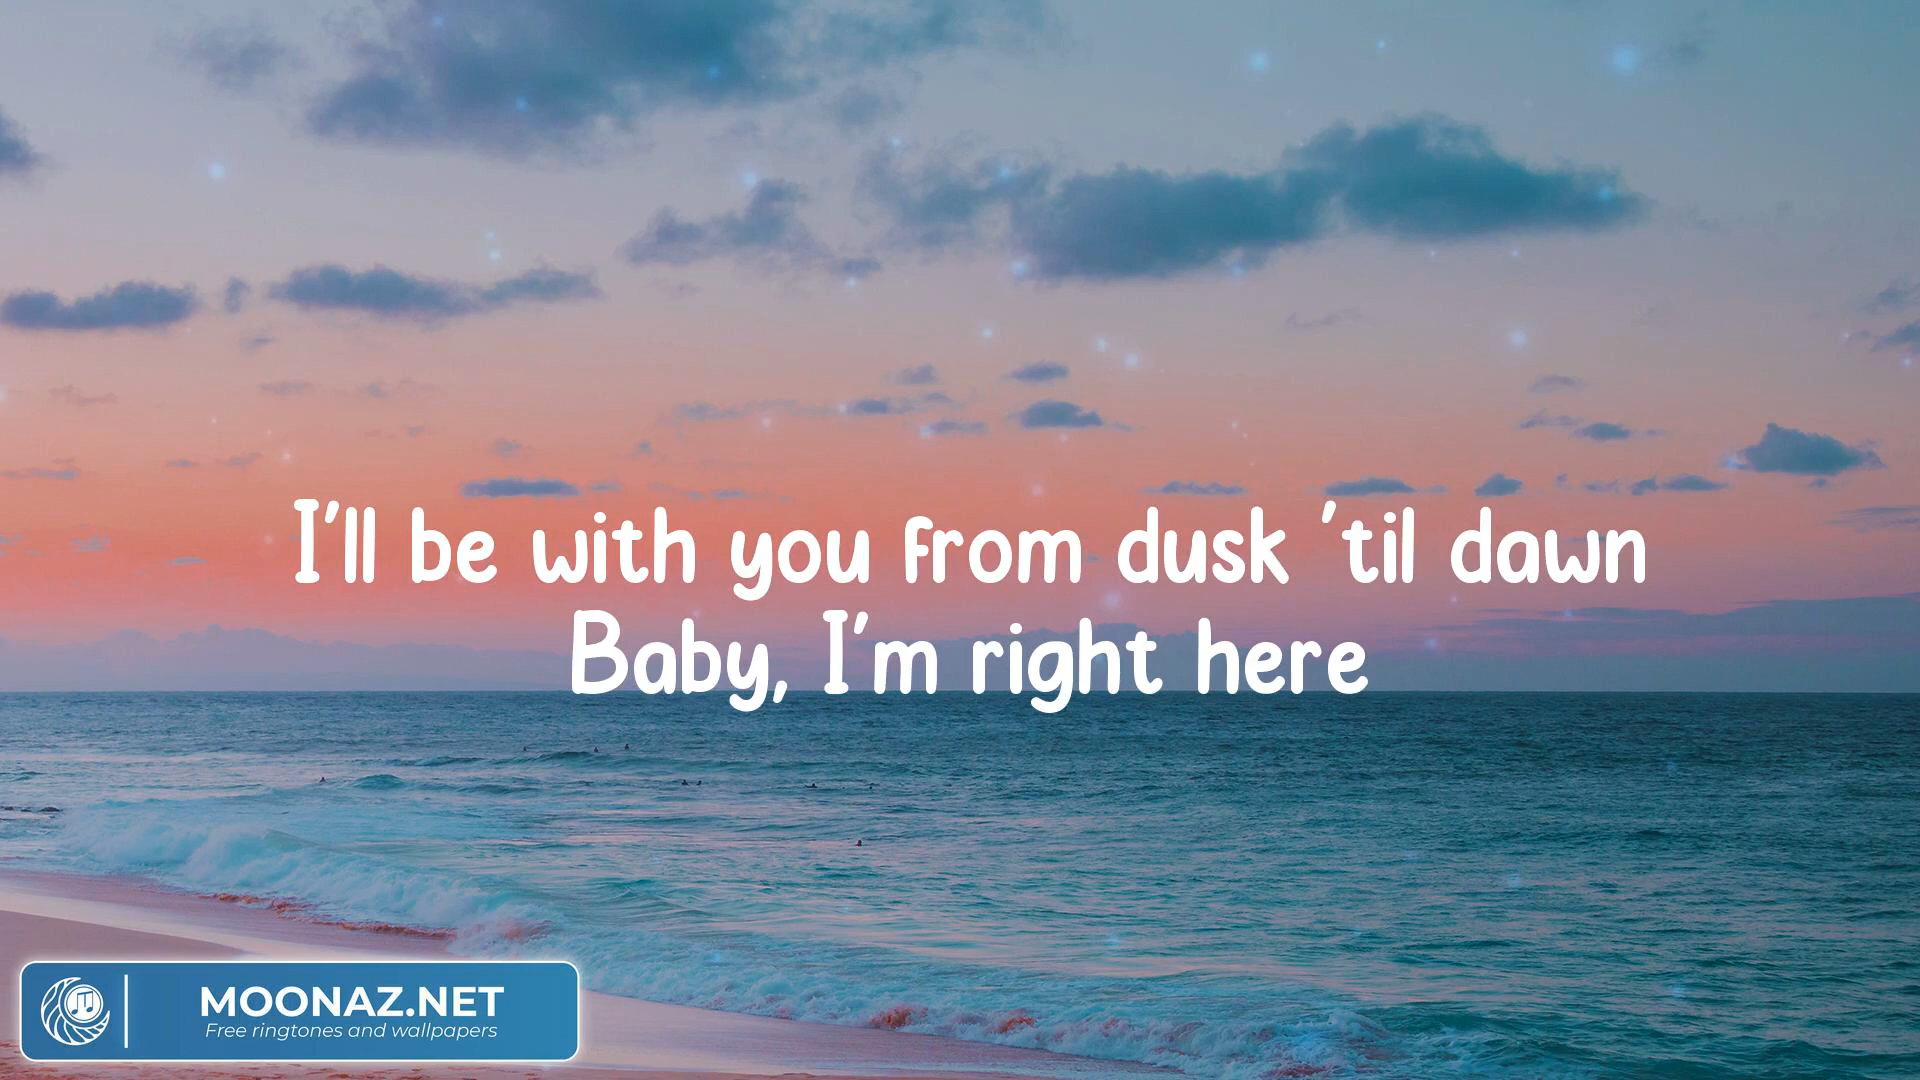 I'll be with you from dusk 'til dawn
Baby, I'm right here
MOONAZ.NET
Free ringtones and wallpapers